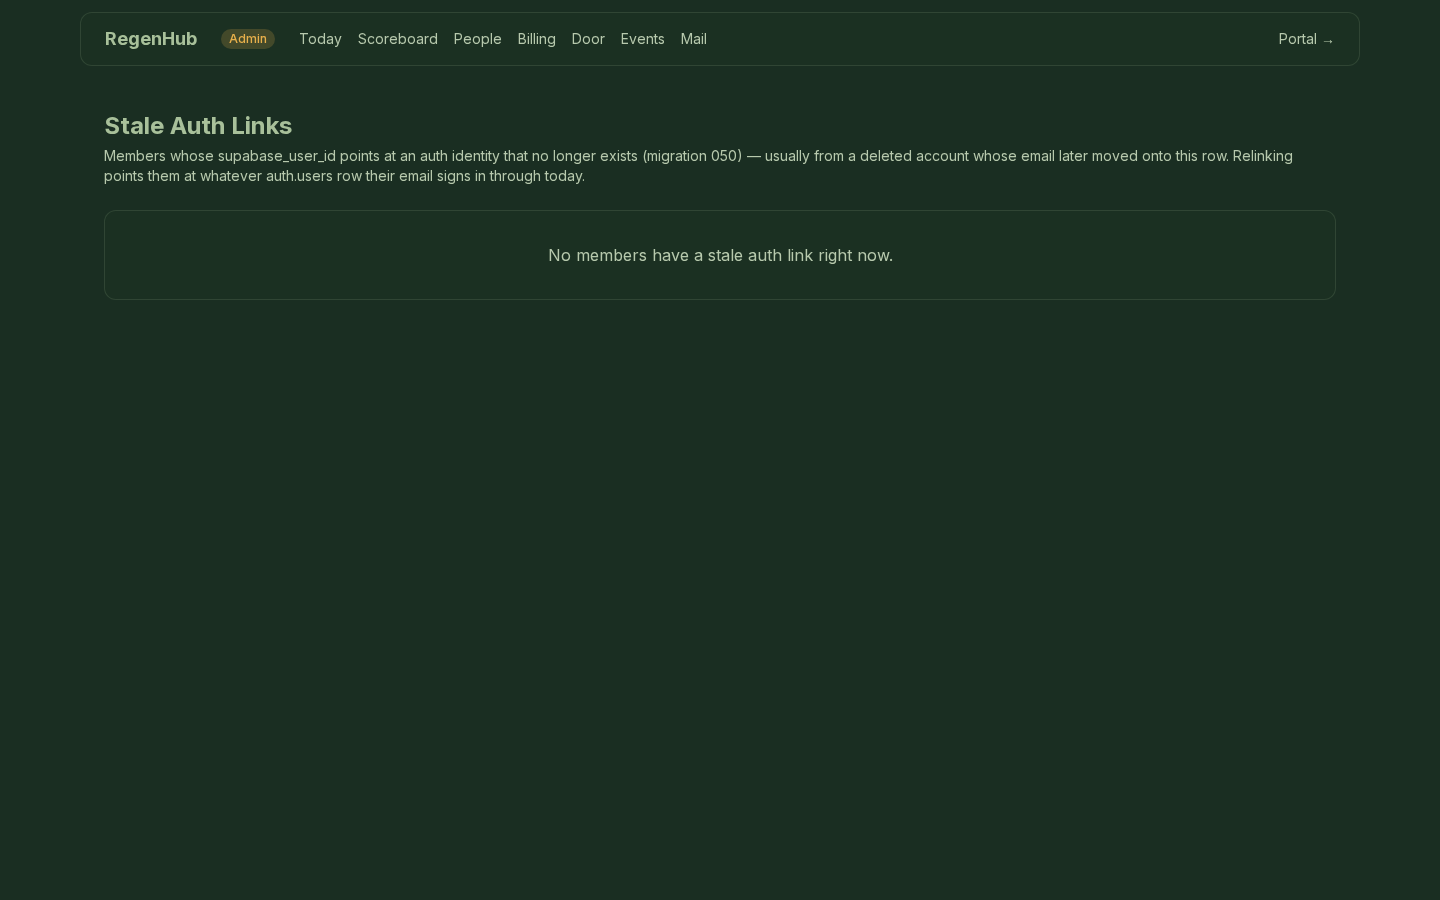 RegenHub Admin Today Scoreboard People Billing Door Events Mail Portal →
Stale Auth Links
Members whose supabase_user_id points at an auth identity that no longer exists (migration 050) — usually from a deleted account whose email later moved onto this row. Relinking
points them at whatever auth.users row their email signs in through today.
No members have a stale auth link right now.